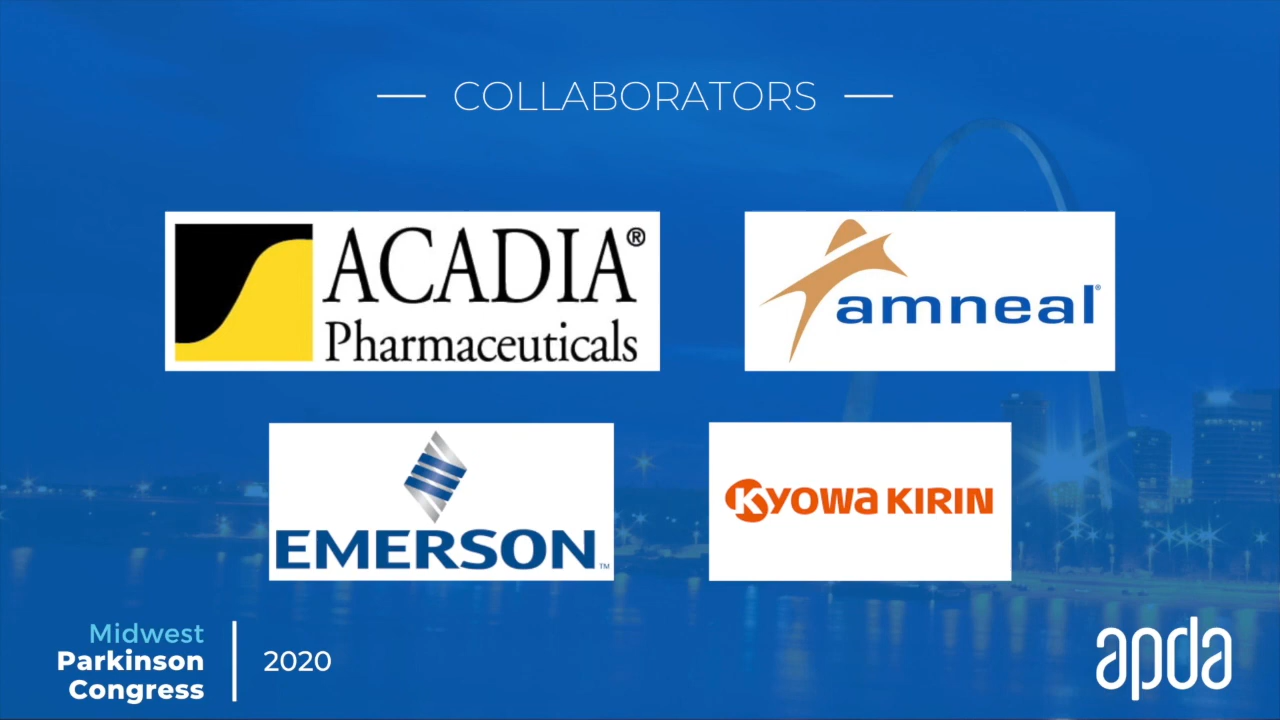 COLLABORATORS
ACADIA®
Pharmaceuticals
amneal®
EMERSON™
KYOWA KIRIN
Midwest
Parkinson
Congress
2020
apda